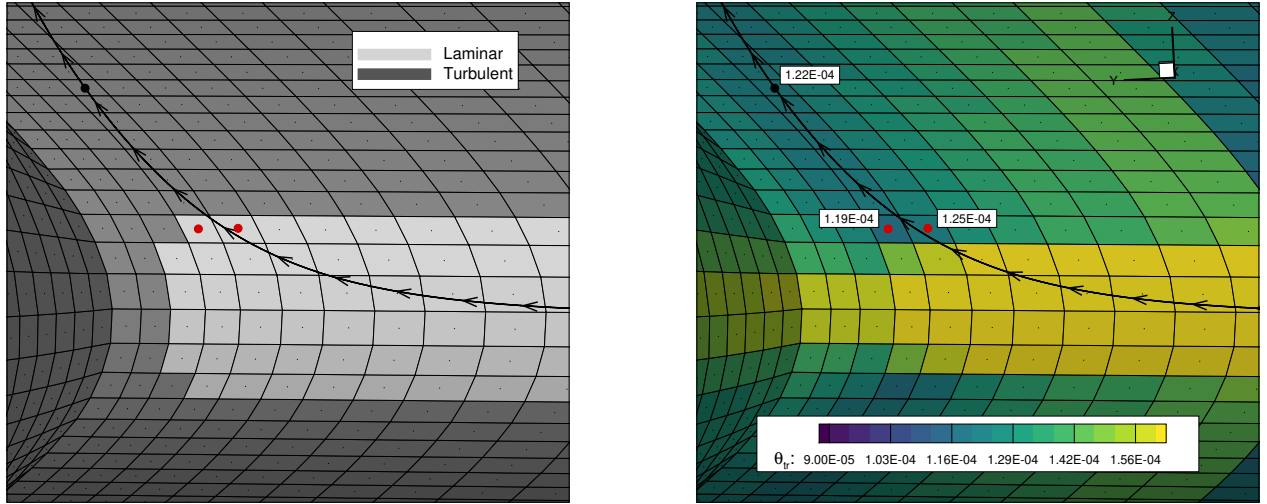 Laminar
Turbulent
Z
Y
X
1.22E-04
1.19E-04
1.25E-04
θtr: 9.00E-05 1.03E-04 1.16E-04 1.29E-04 1.42E-04 1.56E-04